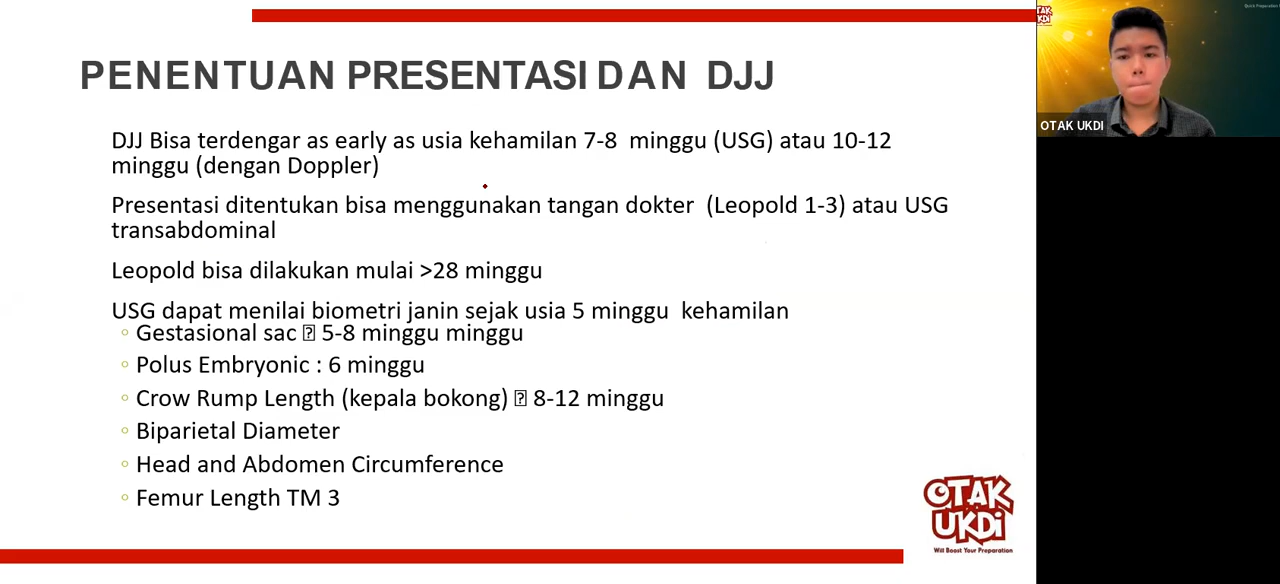 PENENTUAN PRESENTASI DAN DJJ
DJJ Bisa terdengar as early as usia kehamilan 7-8 minggu (USG) atau 10-12
minggu (dengan Doppler)
Presentasi ditentukan bisa menggunakan tangan dokter (Leopold 1-3) atau USG
transabdominal
Leopold bisa dilakukan mulai >28 minggu
USG dapat menilai biometri janin sejak usia 5 minggu kehamilan
◦ Gestasional sac ⍰ 5-8 minggu minggu
◦ Polus Embryonic : 6 minggu
◦ Crow Rump Length (kepala bokong) ⍰ 8-12 minggu
◦ Biparietal Diameter
◦ Head and Abdomen Circumference
◦ Femur Length TM 3
OTAK
UKDi
Will Boost Your Preparation
OTAK UKDI